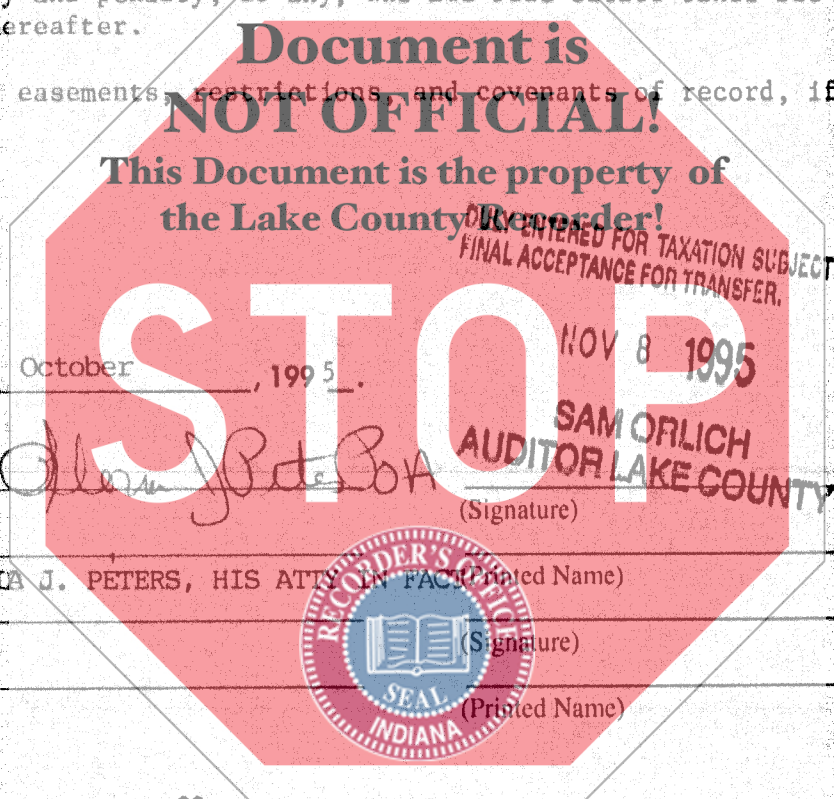 Document is
ereafter.
easements, restrictions, and covenants of record, if
NOT OFFICIAL!
This Document is the property of
the Lake County Recorder!
DULY ENTERED FOR TAXATION SUBJECT
FINAL ACCEPTANCE FOR TRANSFER.
STOP
NOV 8 1995
October , 1995 .
SAM ORLICH
AUDITOR LAKE COUNTY
(Signature)
A J. PETERS, HIS ATTY IN FACT
(Printed Name)
RECORDER'S OFFICE
(Signature)
SEAL
INDIANA
(Printed Name)